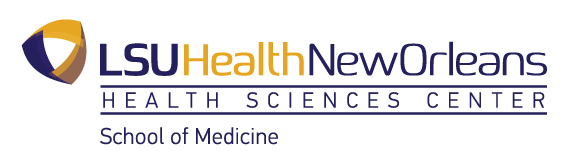 LSUHealthNewOrleans
HEALTH SCIENCES CENTER
School of Medicine